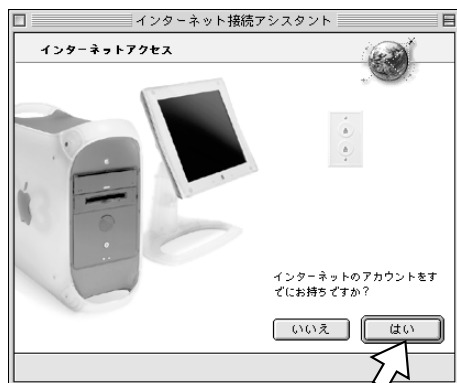 インターネット接続アシスタント
インターネットアクセス
インターネットのアカウントをす
でにお持ちですか？
いいえ
はい